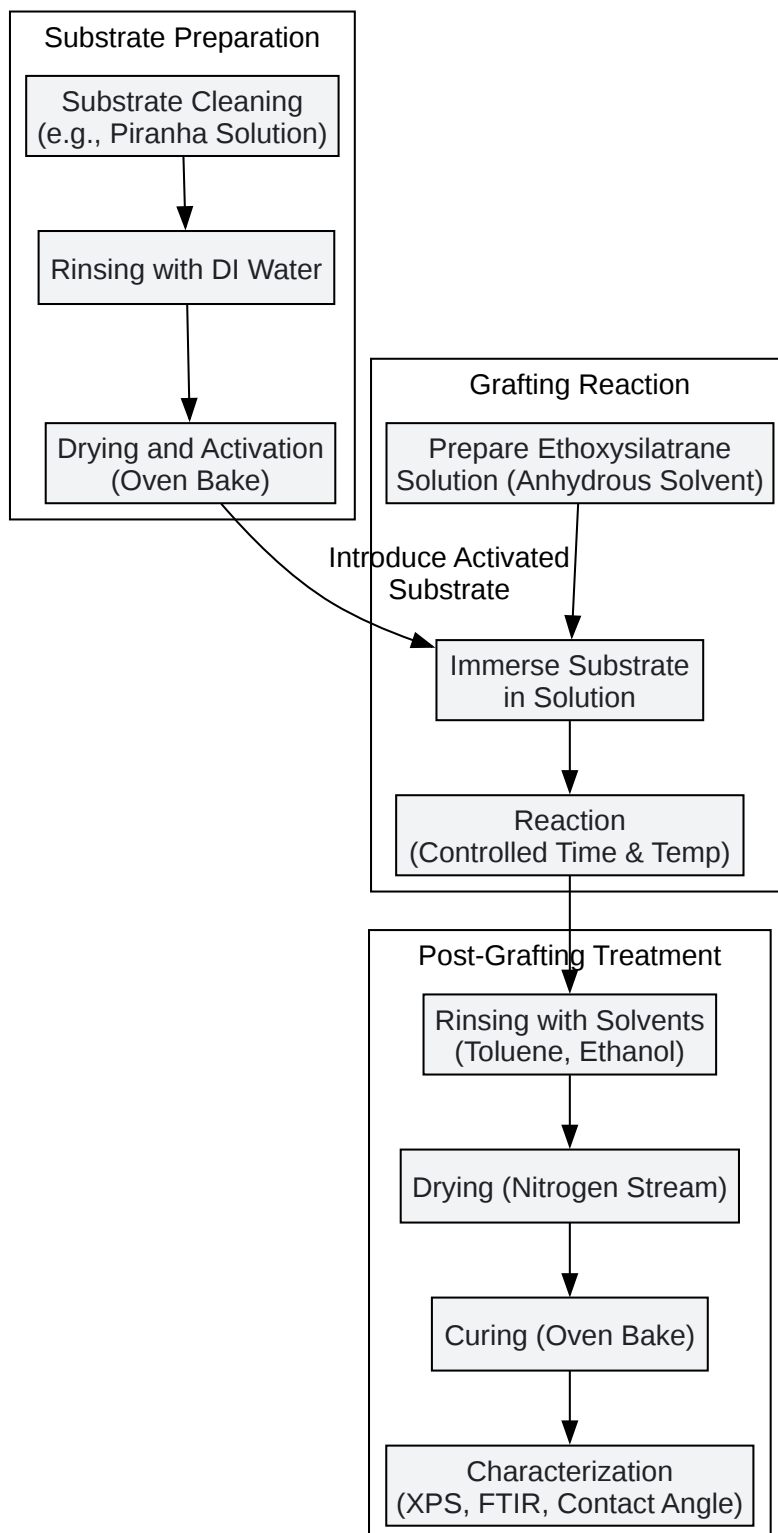 Substrate Preparation
Substrate Cleaning
(e.g., Piranha Solution)
Rinsing with DI Water
Drying and Activation
(Oven Bake)
Grafting Reaction
Prepare Ethoxysilatrane
Solution (Anhydrous Solvent)
Introduce Activated
Substrate
Immerse Substrate
in Solution
Reaction
(Controlled Time & Temp)
Post-Grafting Treatment
Rinsing with Solvents
(Toluene, Ethanol)
Drying (Nitrogen Stream)
Curing (Oven Bake)
Characterization
(XPS, FTIR, Contact Angle)